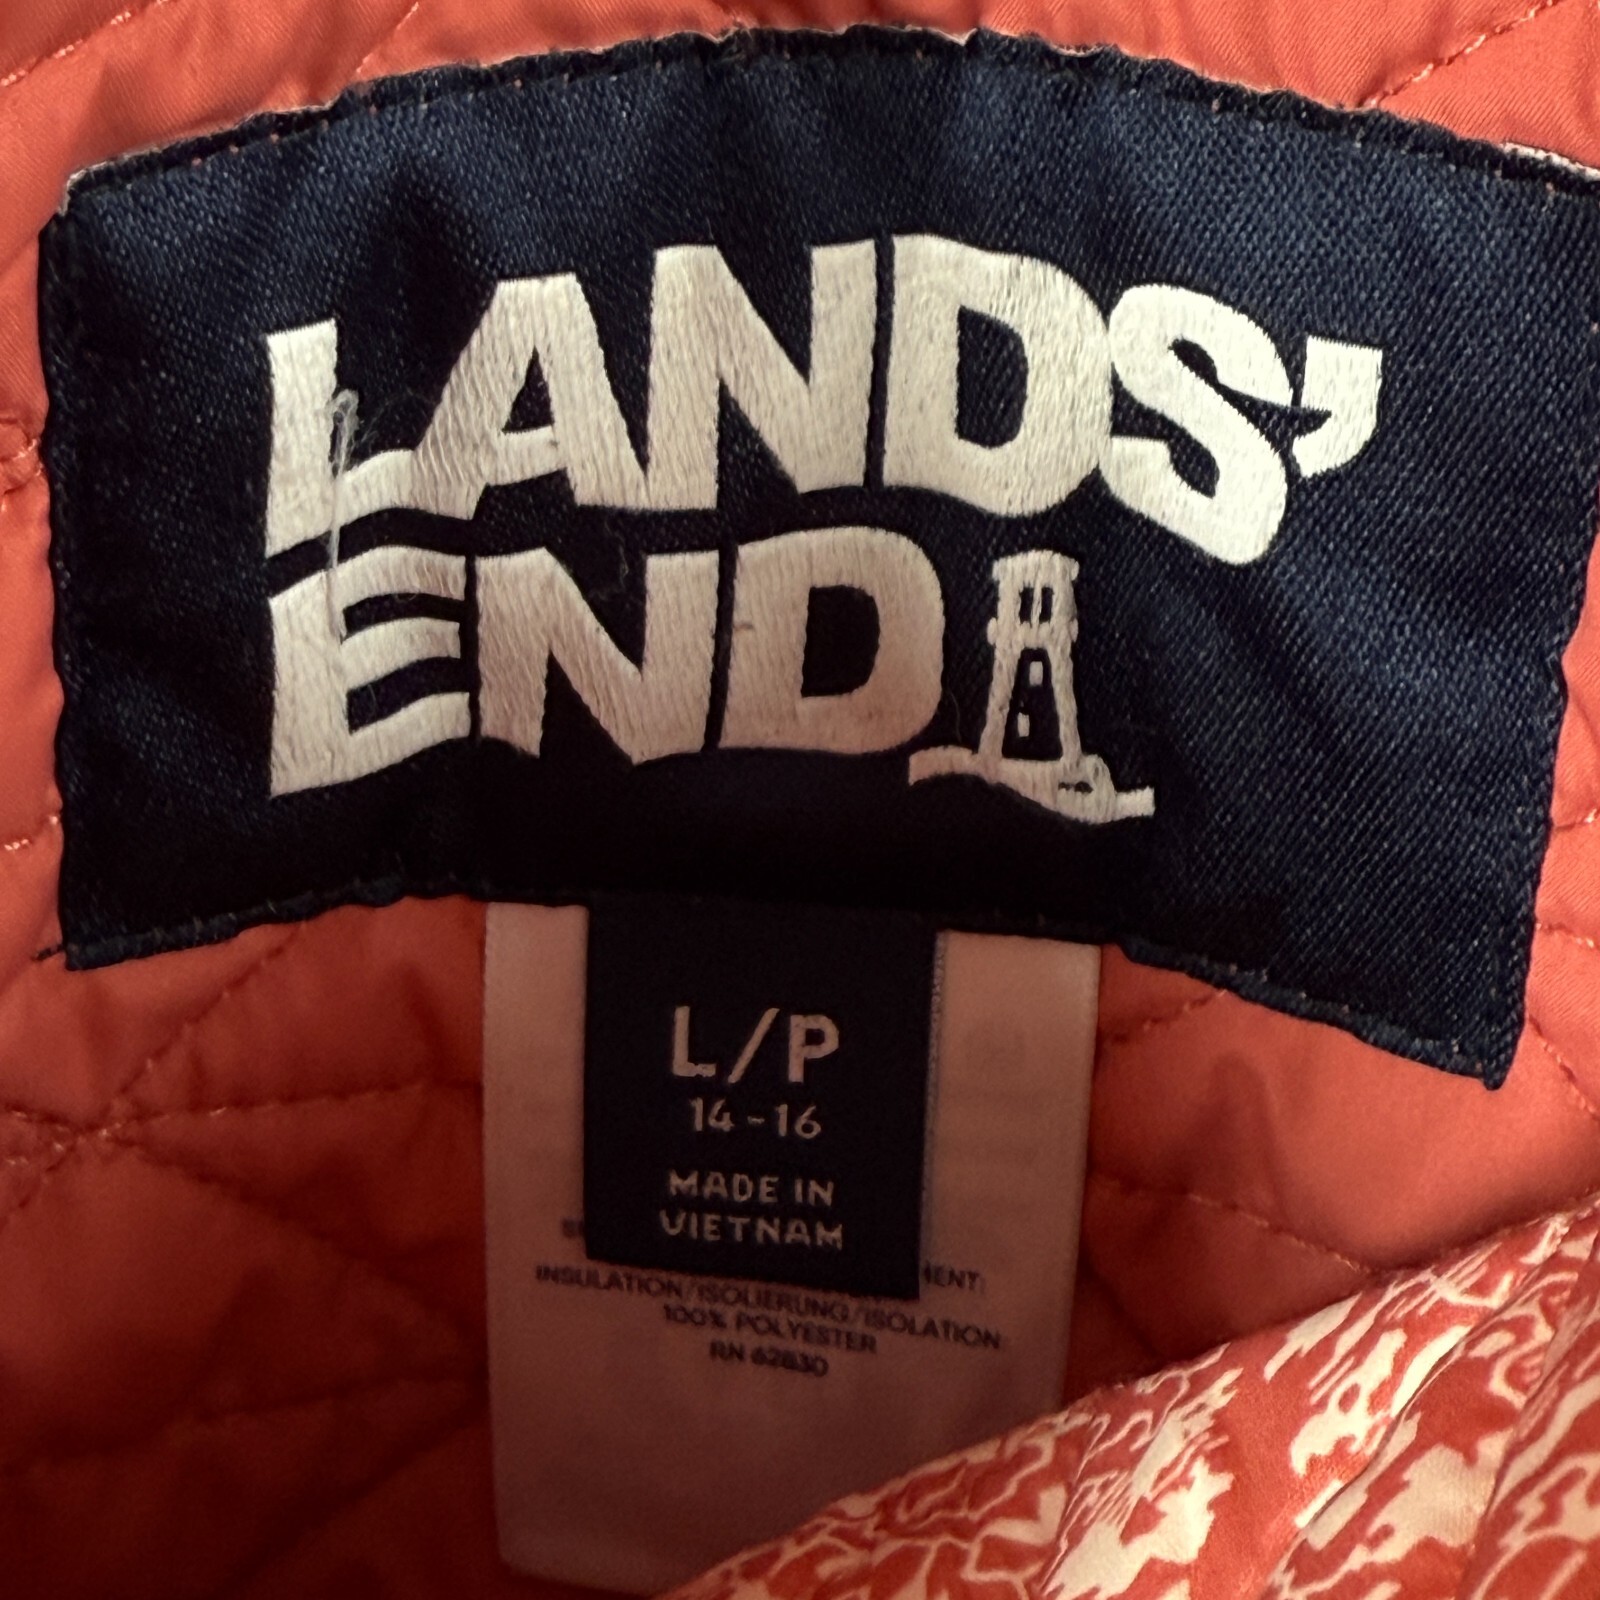 LANDS'
END
L/P
14-16
MADE IN
VIETNAM
INSULATION/ISOLIERUNG/ISOLATION
100% POLYESTER
RN 62830